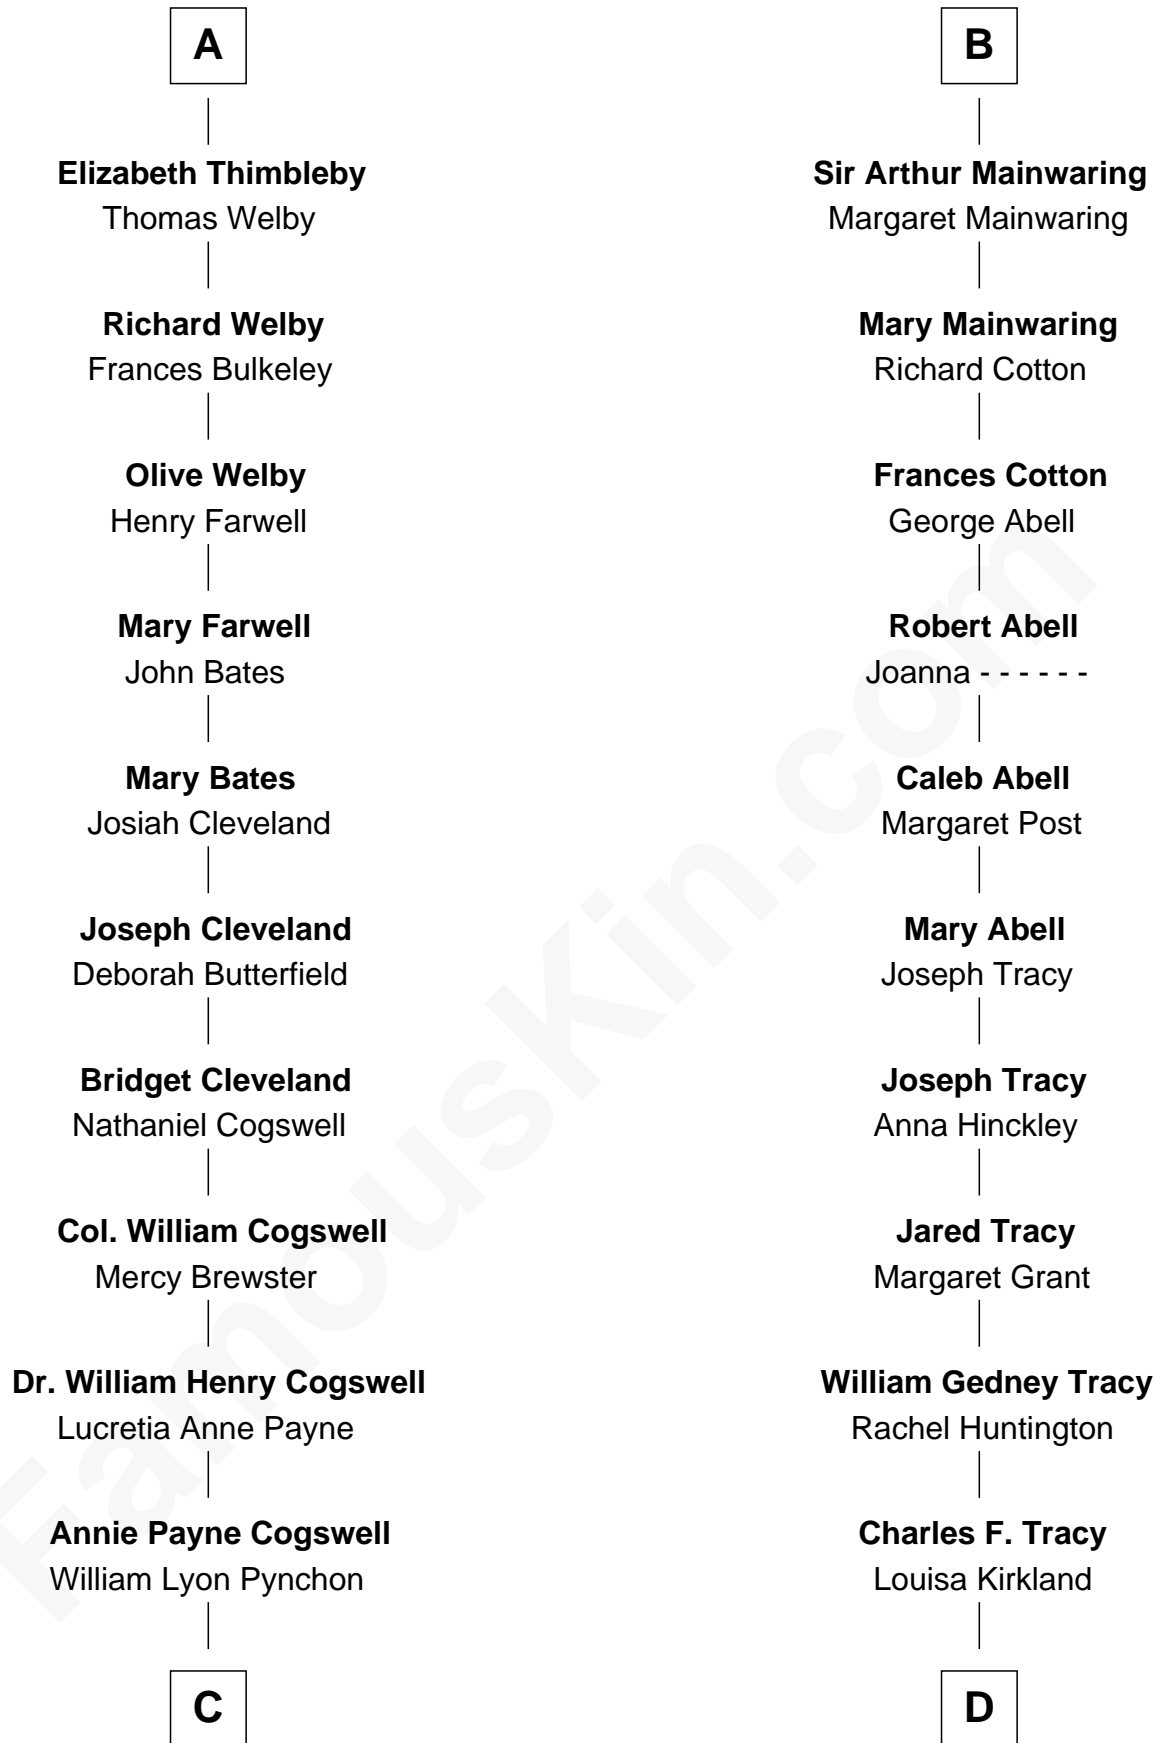 A
Elizabeth Thimbleby
Thomas Welby
Richard Welby
Frances Bulkeley
Olive Welby
Henry Farwell
Mary Farwell
John Bates
Mary Bates
Josiah Cleveland
Joseph Cleveland
Deborah Butterfield
Bridget Cleveland
Nathaniel Cogswell
Col. William Cogswell
Mercy Brewster
Dr. William Henry Cogswell
Lucretia Anne Payne
Annie Payne Cogswell
William Lyon Pynchon
C
B
Sir Arthur Mainwaring
Margaret Mainwaring
Mary Mainwaring
Richard Cotton
Frances Cotton
George Abell
Robert Abell
Joanna - - - - - -
Caleb Abell
Margaret Post
Mary Abell
Joseph Tracy
Joseph Tracy
Anna Hinckley
Jared Tracy
Margaret Grant
William Gedney Tracy
Rachel Huntington
Charles F. Tracy
Louisa Kirkland
D
FamousKin.com